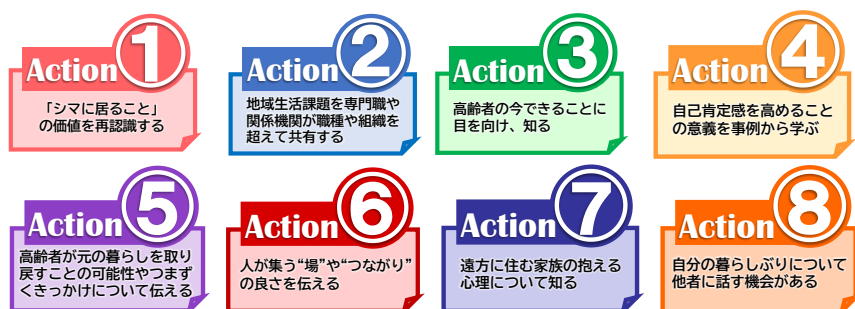 Action 1
「シマに居ること」
の価値を再認識する
Action 2
地域生活課題を専門職や
関係機関が職種や組織を
超えて共有する
Action 3
高齢者の今できることに
目を向け、知る
Action 4
自己肯定感を高めること
の意義を事例から学ぶ
Action 5
高齢者が元の暮らしを取り
戻すことの可能性やつまず
くきっかけについて伝える
Action 6
人が集う“場”や“つながり”
の良さを伝える
Action 7
遠方に住む家族の抱える
心理について知る
Action 8
自分の暮らしぶりについて
他者に話す機会がある